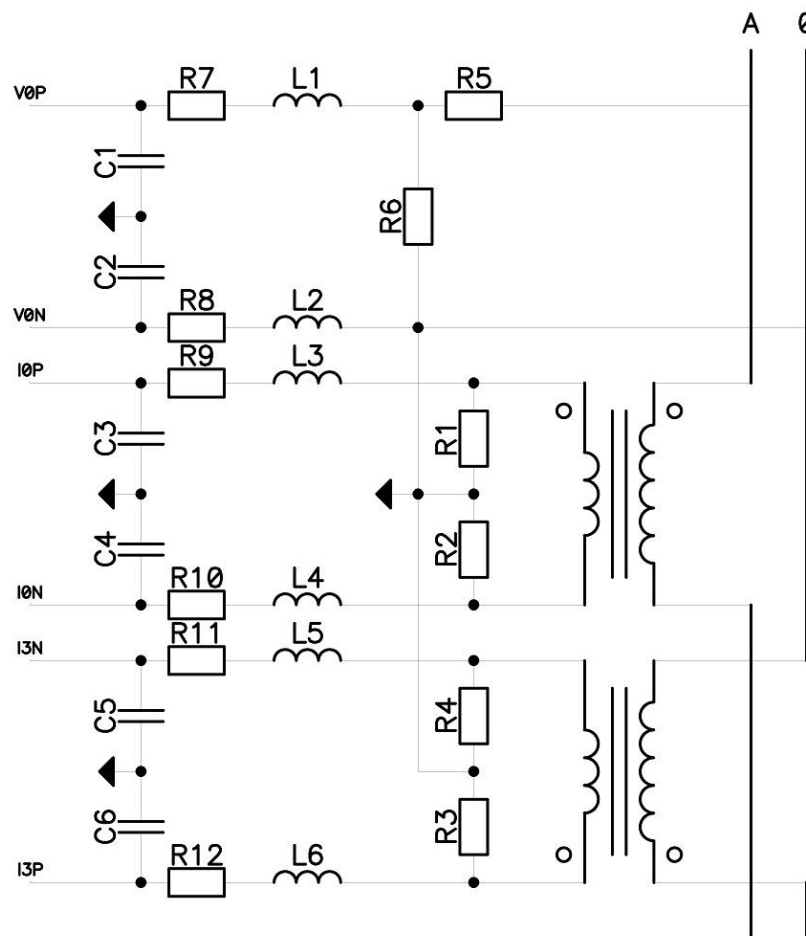 A 0
R7 L1 R5
V0P
C1
R6
C2
R8 L2
V0N
R9 L3
I0P
C3 R1
C4 R2
R10 L4
I0N
R11 L5
I3N
C5 R4
C6 R3
R12 L6
I3P